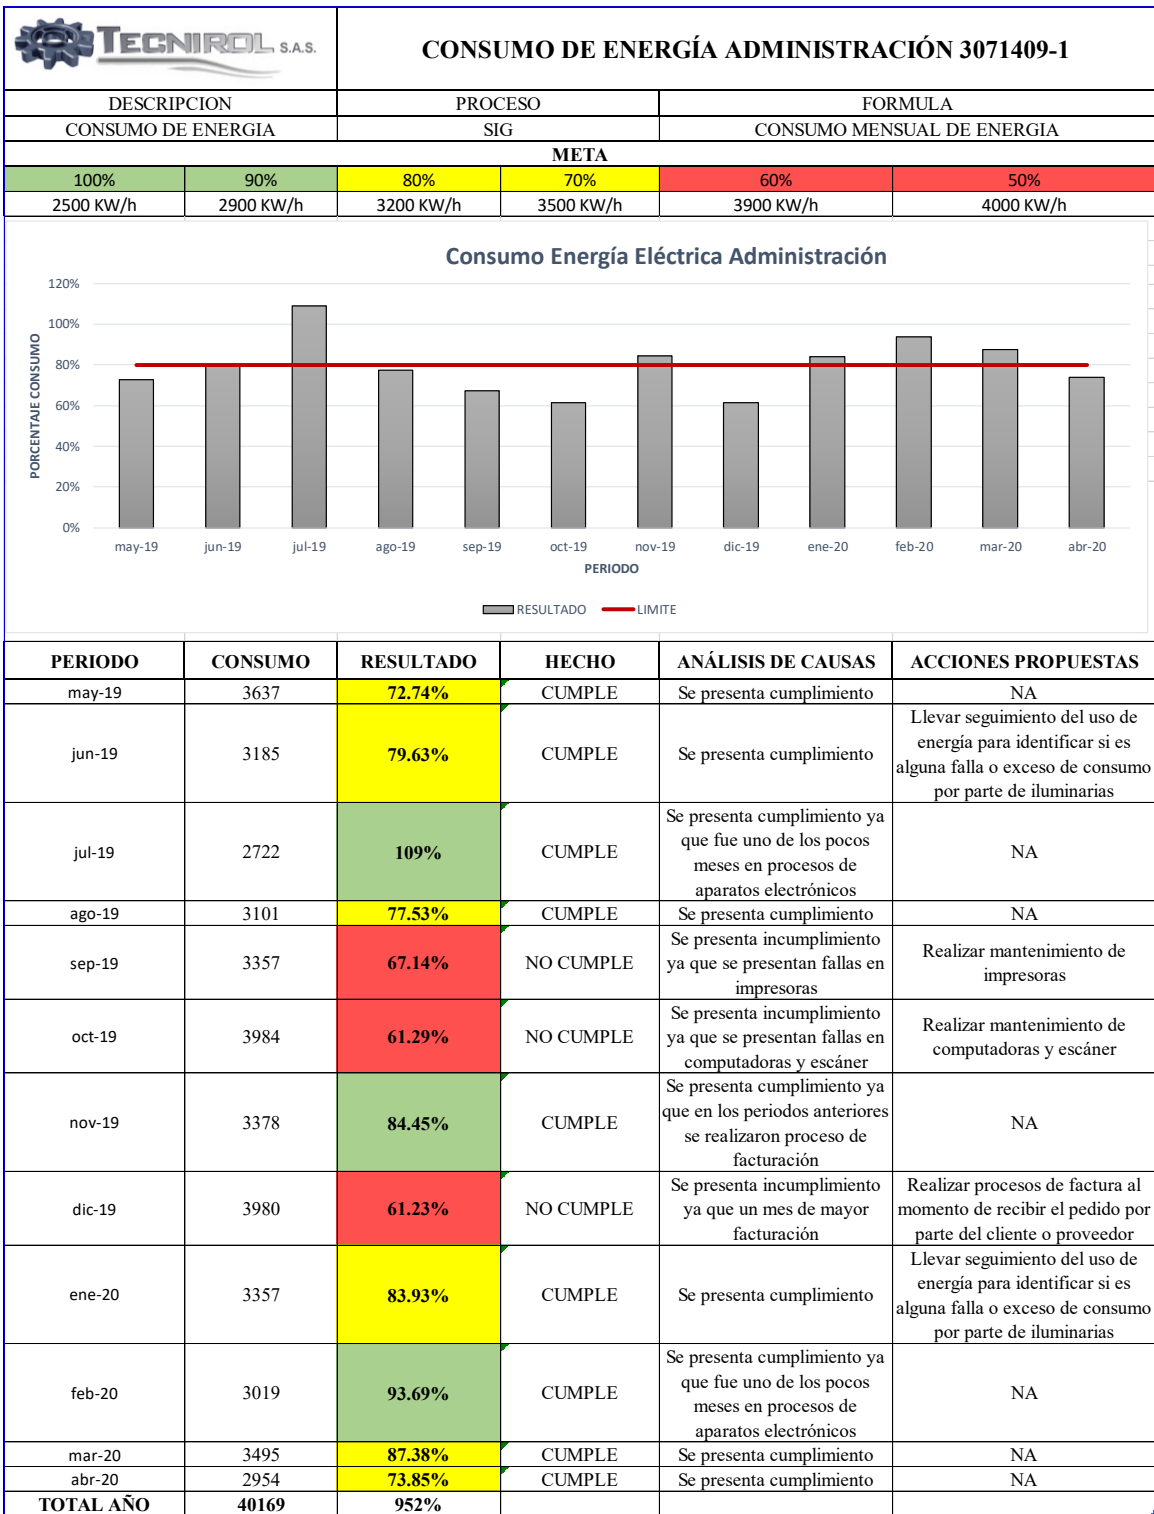 TECNIROL S.A.S.
CONSUMO DE ENERGÍA ADMINISTRACIÓN 3071409-1
DESCRIPCION PROCESO FORMULA
CONSUMO DE ENERGIA SIG CONSUMO MENSUAL DE ENERGIA
META
100% 90% 80% 70% 60% 50%
2500 KW/h 2900 KW/h 3200 KW/h 3500 KW/h 3900 KW/h 4000 KW/h
Consumo Energía Eléctrica Administración
120%
100%
80%
60%
40%
20%
0%
PORCENTAJE CONSUMO
may-19 jun-19 jul-19 ago-19 sep-19 oct-19 nov-19 dic-19 ene-20 feb-20 mar-20 abr-20
PERIODO
RESULTADO LIMITE
PERIODO CONSUMO RESULTADO HECHO ANÁLISIS DE CAUSAS ACCIONES PROPUESTAS
may-19 3637 72.74% CUMPLE Se presenta cumplimiento NA
jun-19 3185 79.63% CUMPLE Se presenta cumplimiento
Llevar seguimiento del uso de
energía para identificar si es
alguna falla o exceso de consumo
por parte de iluminarias
jul-19 2722 109% CUMPLE
Se presenta cumplimiento ya
que fue uno de los pocos
meses en procesos de
aparatos electrónicos
NA
ago-19 3101 77.53% CUMPLE Se presenta cumplimiento NA
sep-19 3357 67.14% NO CUMPLE
Se presenta incumplimiento
ya que se presentan fallas en
impresoras
Realizar mantenimiento de
impresoras
oct-19 3984 61.29% NO CUMPLE
Se presenta incumplimiento
ya que se presentan fallas en
computadoras y escáner
Realizar mantenimiento de
computadoras y escáner
nov-19 3378 84.45% CUMPLE
Se presenta cumplimiento ya
que en los periodos anteriores
se realizaron proceso de
facturación
NA
dic-19 3980 61.23% NO CUMPLE
Se presenta incumplimiento
ya que un mes de mayor
facturación
Realizar procesos de factura al
momento de recibir el pedido por
parte del cliente o proveedor
ene-20 3357 83.93% CUMPLE Se presenta cumplimiento
Llevar seguimiento del uso de
energía para identificar si es
alguna falla o exceso de consumo
por parte de iluminarias
feb-20 3019 93.69% CUMPLE
Se presenta cumplimiento ya
que fue uno de los pocos
meses en procesos de
aparatos electrónicos
NA
mar-20 3495 87.38% CUMPLE Se presenta cumplimiento NA
abr-20 2954 73.85% CUMPLE Se presenta cumplimiento NA
TOTAL AÑO 40169 952%